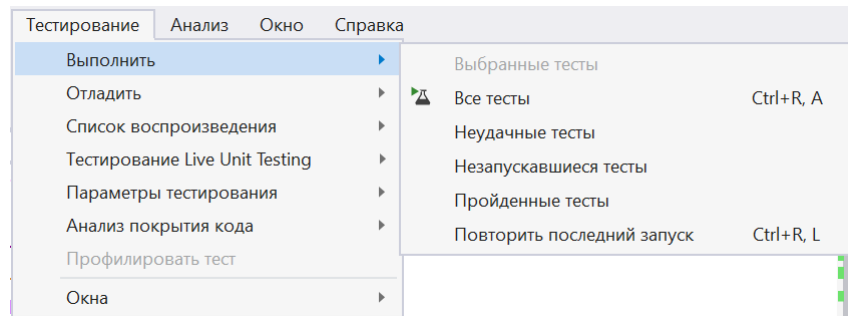 Тестирование Анализ Окно Справка
Выполнить
Отладить
Список воспроизведения
Тестирование Live Unit Testing
Параметры тестирования
Анализ покрытия кода
Профилировать тест
Окна
Выбранные тесты
Все тесты Ctrl+R, A
Неудачные тесты
Незапускавшиеся тесты
Пройденные тесты
Повторить последний запуск Ctrl+R, L